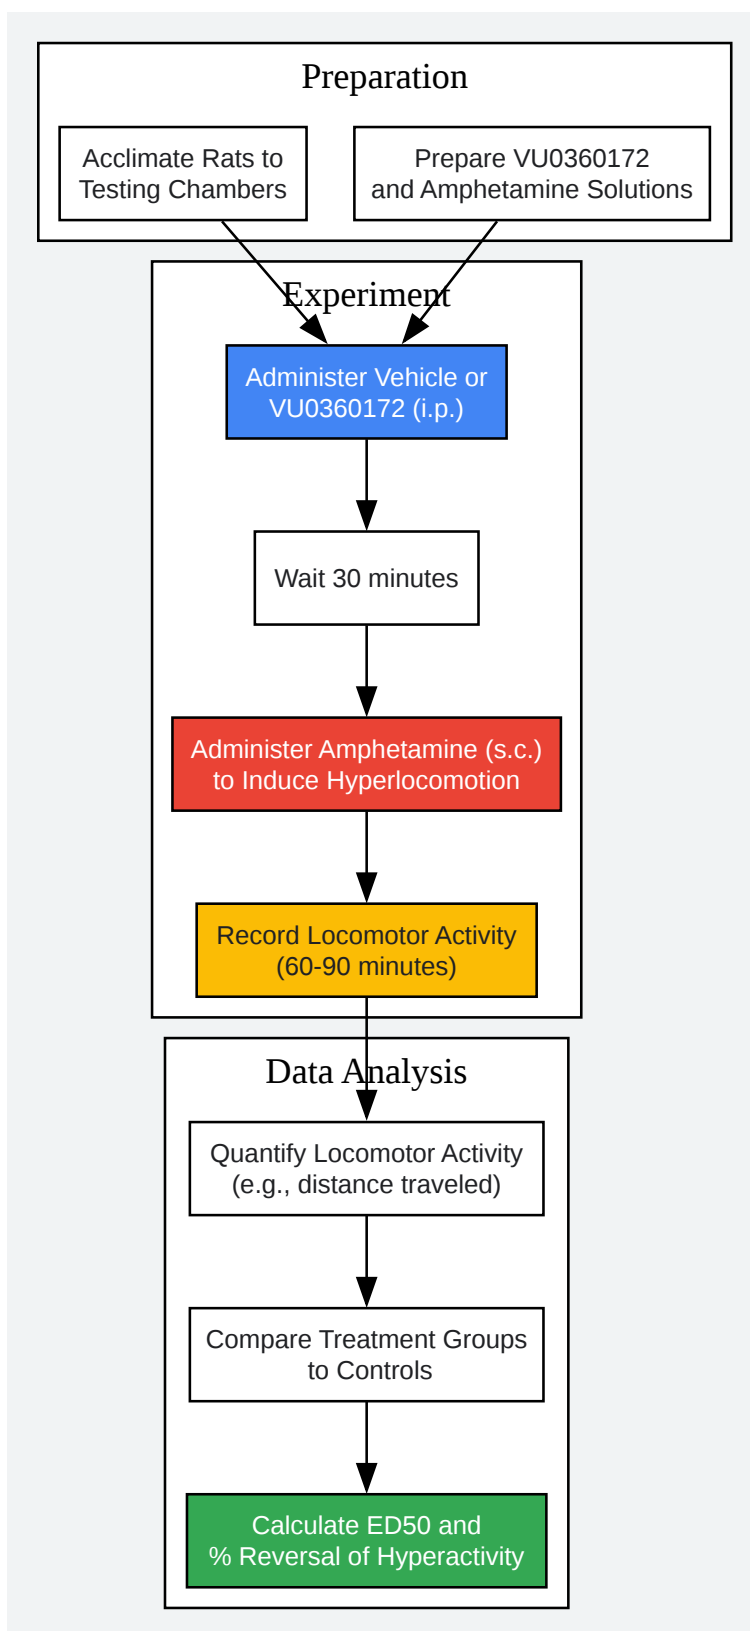 Preparation
Acclimate Rats to
Testing Chambers
Prepare VU0360172
and Amphetamine Solutions
Experiment
Administer Vehicle or
VU0360172 (i.p.)
Wait 30 minutes
Administer Amphetamine (s.c.)
to Induce Hyperlocomotion
Record Locomotor Activity
(60-90 minutes)
Data Analysis
Quantify Locomotor Activity
(e.g., distance traveled)
Compare Treatment Groups
to Controls
Calculate ED50 and
% Reversal of Hyperactivity